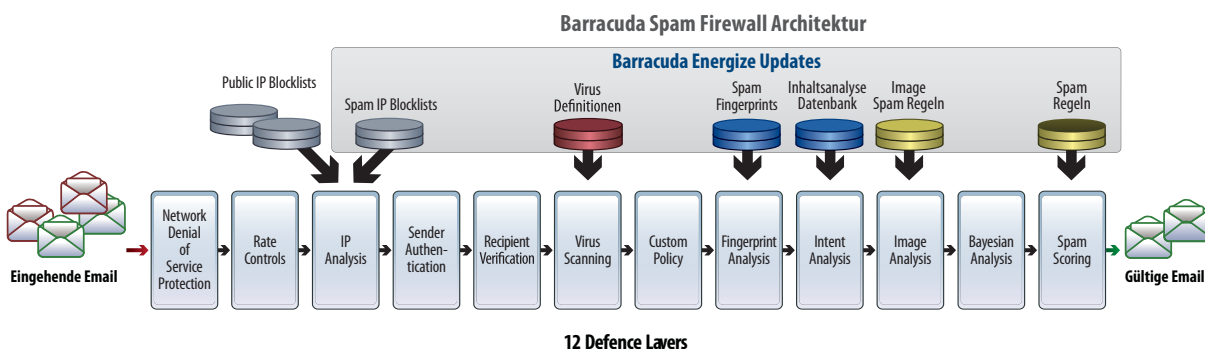 Barracuda Spam Firewall Architektur
Barracuda Energize Updates
Public IP Blocklists
Spam IP Blocklists
Virus
Definitionen
Spam
Fingerprints
Inhaltsanalyse
Datenbank
Image
Spam Regeln
Spam
Regeln
Eingehende Email
Network
Denial
of
Service
Protection
Rate
Controls
IP
Analysis
Sender
Authen-
tication
Recipient
Verification
Virus
Scanning
Custom
Policy
Fingerprint
Analysis
Intent
Analysis
Image
Analysis
Bayesian
Analysis
Spam
Scoring
Gültige Email
12 Defence Layers